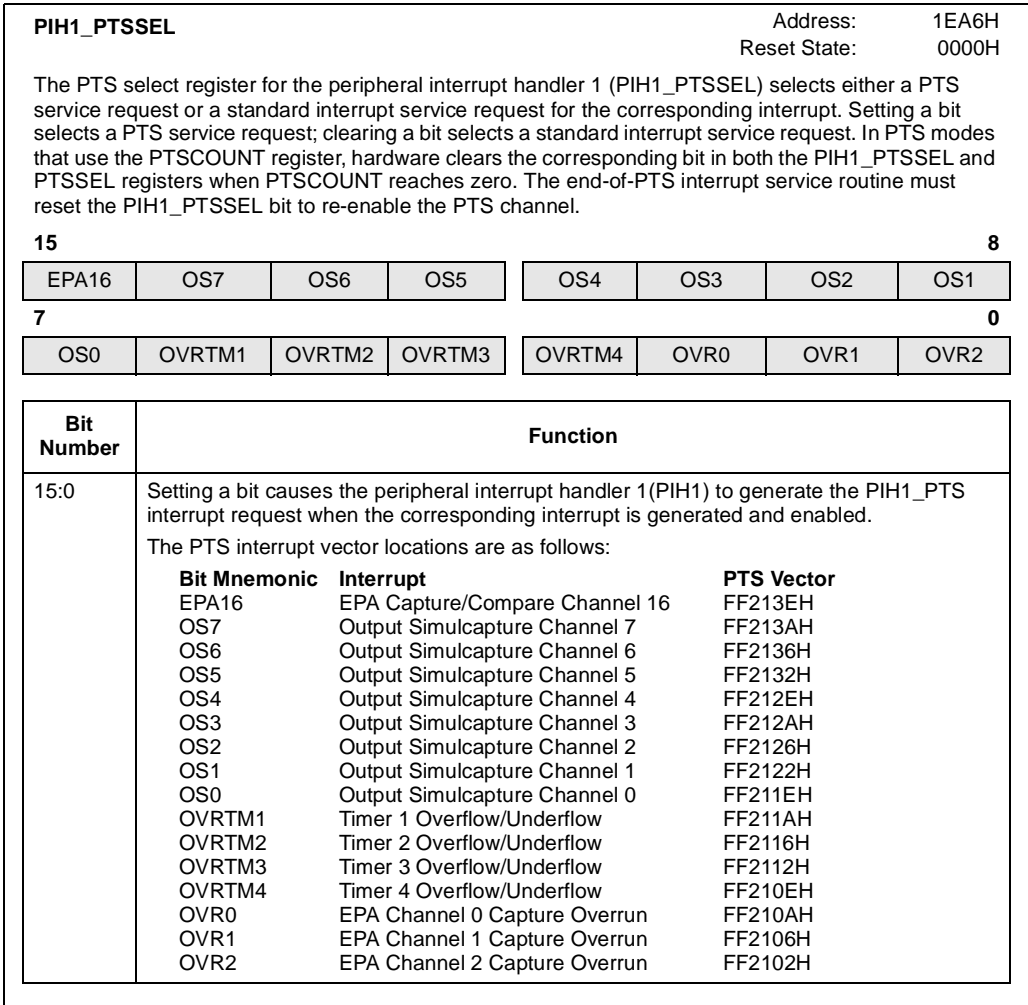 PIH1_PTSSEL Address: 1EA6H
Reset State: 0000H
The PTS select register for the peripheral interrupt handler 1 (PIH1_PTSSEL) selects either a PTS
service request or a standard interrupt service request for the corresponding interrupt. Setting a bit
selects a PTS service request; clearing a bit selects a standard interrupt service request. In PTS modes
that use the PTSCOUNT register, hardware clears the corresponding bit in both the PIH1_PTSSEL and
PTSSEL registers when PTSCOUNT reaches zero. The end-of-PTS interrupt service routine must
reset the PIH1_PTSSEL bit to re-enable the PTS channel.
15 8
EPA16 OS7 OS6 OS5 OS4 OS3 OS2 OS1
7 0
OS0 OVRTM1 OVRTM2 OVRTM3 OVRTM4 OVR0 OVR1 OVR2
Bit
Number Function
15:0 Setting a bit causes the peripheral interrupt handler 1(PIH1) to generate the PIH1_PTS
interrupt request when the corresponding interrupt is generated and enabled.
The PTS interrupt vector locations are as follows:
Bit Mnemonic Interrupt PTS Vector
EPA16 EPA Capture/Compare Channel 16 FF213EH
OS7 Output Simulcapture Channel 7 FF213AH
OS6 Output Simulcapture Channel 6 FF2136H
OS5 Output Simulcapture Channel 5 FF2132H
OS4 Output Simulcapture Channel 4 FF212EH
OS3 Output Simulcapture Channel 3 FF212AH
OS2 Output Simulcapture Channel 2 FF2126H
OS1 Output Simulcapture Channel 1 FF2122H
OS0 Output Simulcapture Channel 0 FF211EH
OVRTM1 Timer 1 Overflow/Underflow FF211AH
OVRTM2 Timer 2 Overflow/Underflow FF2116H
OVRTM3 Timer 3 Overflow/Underflow FF2112H
OVRTM4 Timer 4 Overflow/Underflow FF210EH
OVR0 EPA Channel 0 Capture Overrun FF210AH
OVR1 EPA Channel 1 Capture Overrun FF2106H
OVR2 EPA Channel 2 Capture Overrun FF2102H